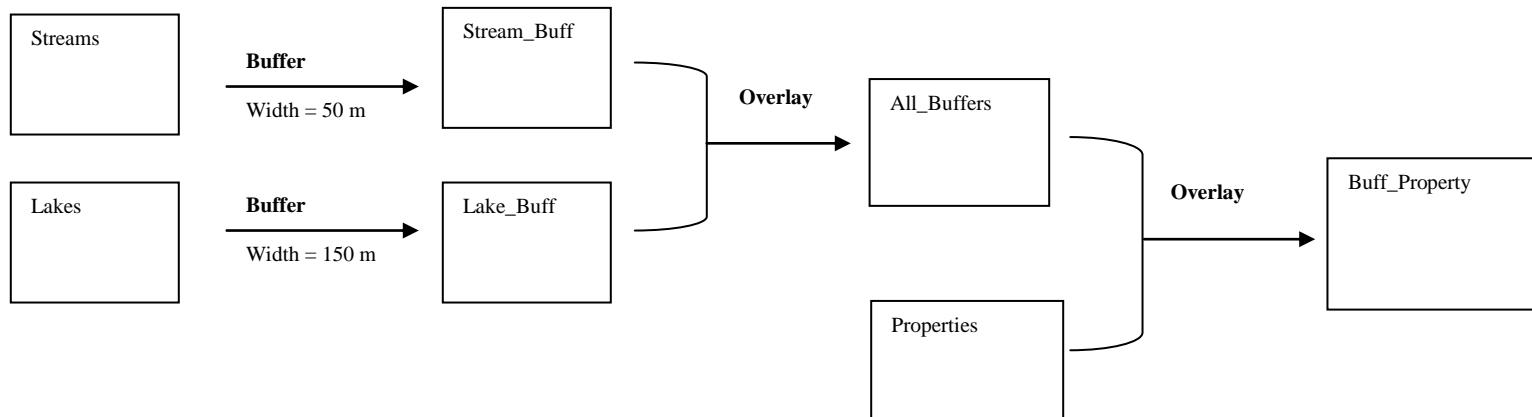 Streams
Buffer
Width = 50 m
Stream_Buff
Lakes
Buffer
Width = 150 m
Lake_Buff
Overlay
All_Buffers
Properties
Overlay
Buff_Property